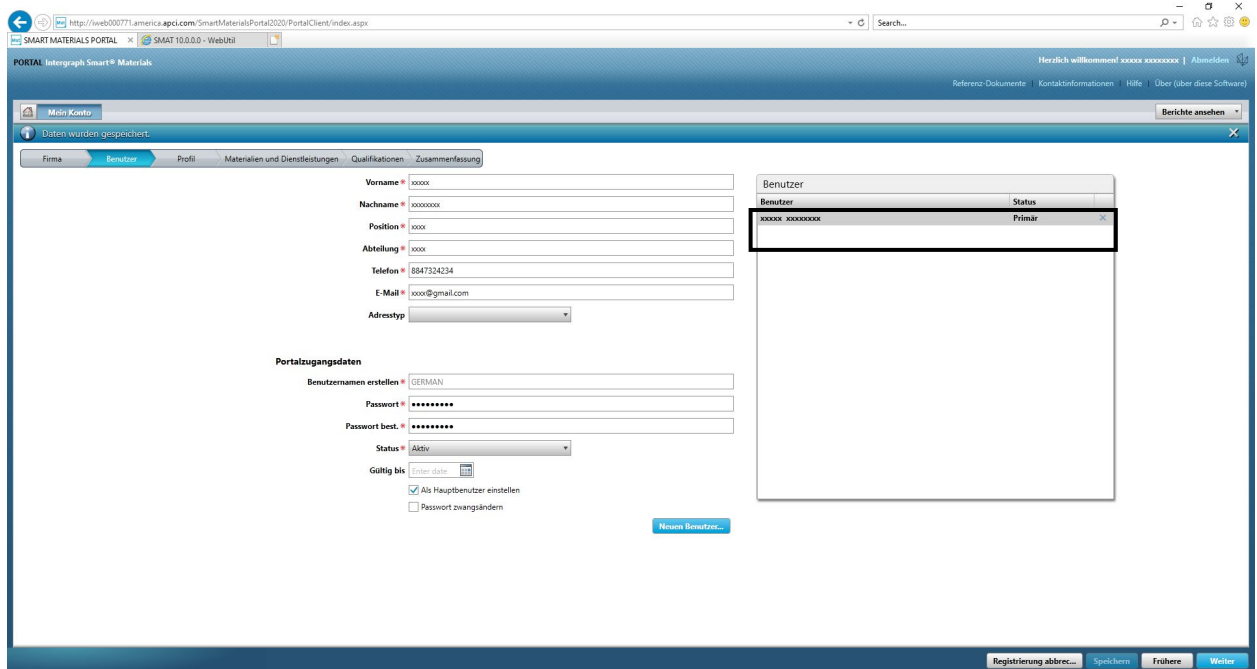 http://iweb000771.america.apci.com/SmartMaterialsPortal2020/PortalClient/index.aspx
Search...
SMART MATERIALS PORTAL
SMAT 10.0.0.0 - WebUtil
PORTAL Intergraph Smart® Materials
Herzlich willkommen! xxxxx xxxxxxxx | Abmelden
Referenz-Dokumente | Kontaktinformationen | Hilfe | Über (über diese Software)
Mein Konto
Berichte ansehen
Daten wurden gespeichert.
Firma Benutzer Profil Materialien und Dienstleistungen Qualifikationen Zusammenfassung
Vorname * xxxxx
Nachname * xxxxxxxx
Position * xxxx
Abteilung * xxxx
Telefon * 8847324234
E-Mail * xxxx@gmail.com
Adresstyp
Portalzugangsdaten
Benutzernamen erstellen * GERMAN
Passwort * •••••••••
Passwort best. * •••••••••
Status * Aktiv
Gültig bis Enter date
Als Hauptbenutzer einstellen
Passwort zwangsändern
Neuen Benutzer...
Benutzer
Benutzer Status
xxxxx xxxxxxxx Primär
Registrierung abbrec... Speichern Frühere Weiter